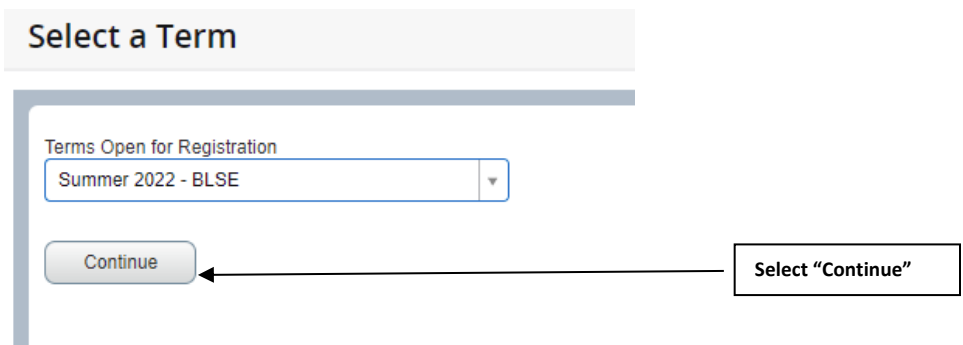 Select a Term
Terms Open for Registration
Summer 2022 - BLSE
Continue
Select “Continue”